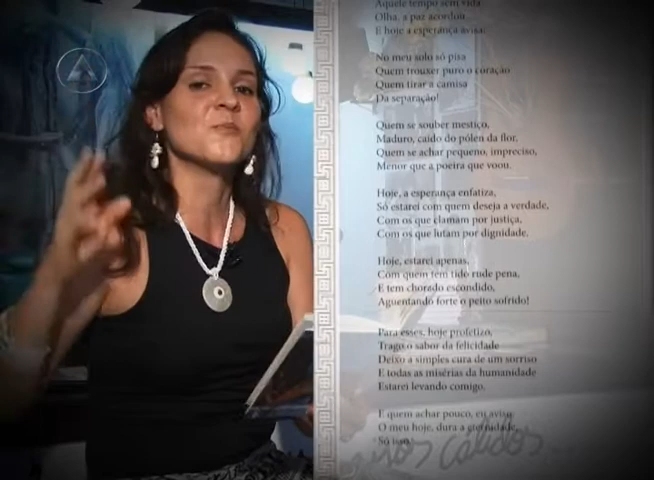 Aquele tempo sem vida
Olha, a paz acordoir
E hoje a esperança avisa:
No meu solo só pisa
Quem trouxer puro o coração
Quem tirar a camisa
Da separação!
Quem se souber mestiço,
Maduro, caído do pólen da flor,
Quem se achar pequeno, impreciso,
Menor que a poeira que voou.
Hoje, a esperança enfatiza,
Só estarei com quem deseja a verdade,
Com os que clamam por justiça,
Com os que lutam por dignidade.
Hoje, estarei apenas,
Com quem tem tido rude pena,
E tem chorado escondido,
Aguentando forte o peito sofrido!
Para esses, hoje profetizo,
Trago o sabor da felicidade
Deixo a simples cura de um sorriso
E todas as misérias da humanidade
Estarei levando comigo.
E quem achar pouco, eu aviso
O meu hoje, dura a eternidade,
Só isso.
cálidos